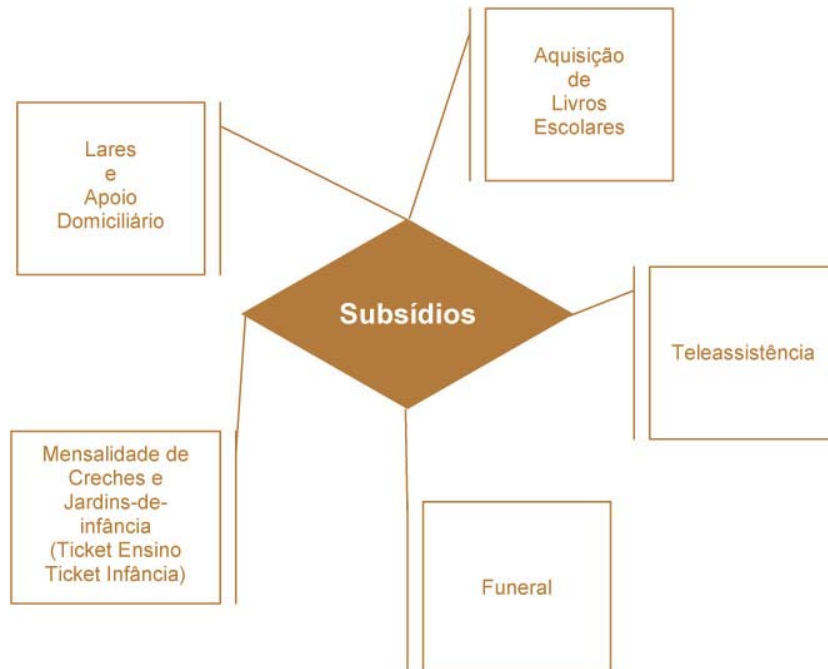 Aquisição
de
Livros
Escolares
Lares
e
Apoio
Domiciliário
Subsídios
Teleassistência
Mensalidade de
Creches e
Jardins-de-
infância
(Ticket Ensino
Ticket Infância)
Funeral